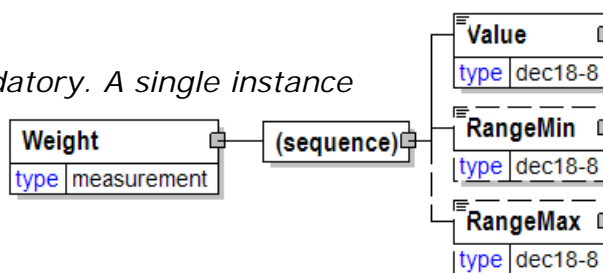 datory. A single instance
Weight
type measurement
(sequence)
Value
type dec18-8
RangeMin
type dec18-8
RangeMax
type dec18-8